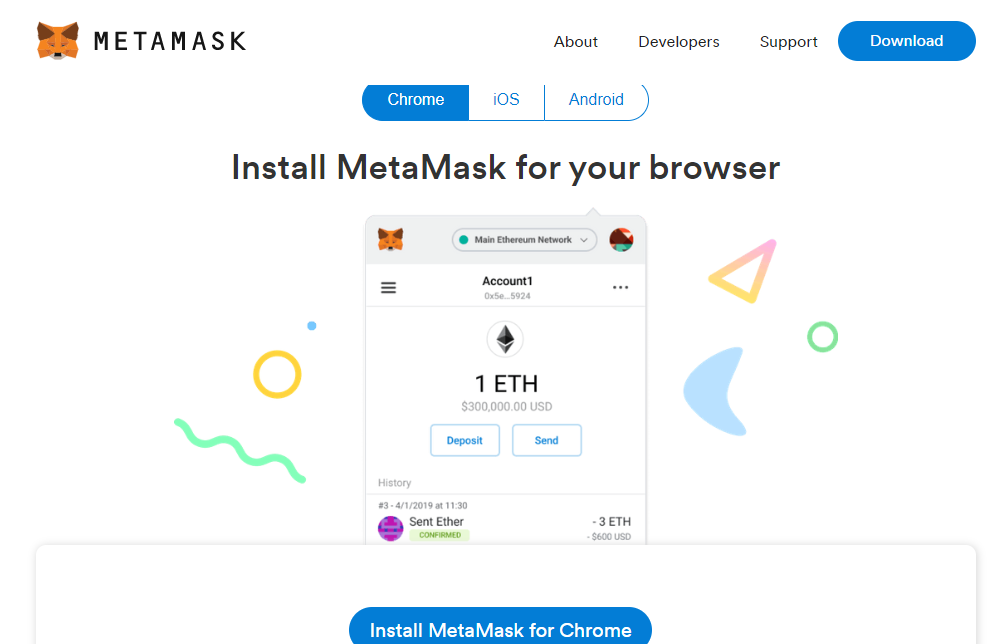 METAMASK
About Developers Support Download
Chrome iOS Android
Install MetaMask for your browser
Main Ethereum Network
Account1
0x5e...5924
1 ETH
$300,000.00 USD
Deposit Send
History
#3 - 4/1/2019 at 11:30
Sent Ether - 3 ETH
CONFIRMED - $600 USD
Install MetaMask for Chrome